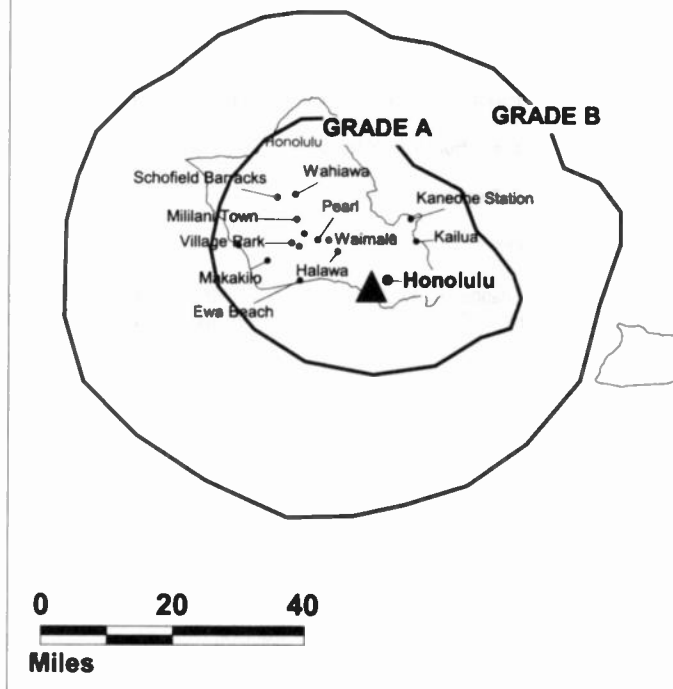 GRADE B
GRADE A
Honolulu
Wahiawa
Schofield Barracks
Kaneohe Station
Pearl
Mililani Town
Waimalu
Kailua
Village Park
Halawa
Makakilo
Honolulu
Ewa Beach
0 20 40
Miles